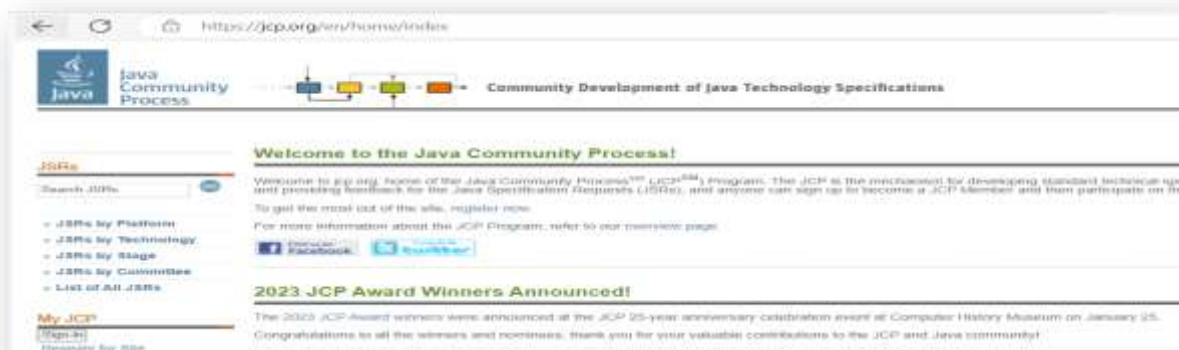 https://jcp.org/en/home/index
Java
Java
Community
Process
Community Development of Java Technology Specifications
JSRs
Search JSRs
» JSRs by Platform
» JSRs by Technology
» JSRs by Stage
» JSRs by Committee
» List of All JSRs
My JCP
Sign-In
Register for Site
Welcome to the Java Community Process!
Welcome to jcp.org, home of the Java Community Process℠ (JCP℠) Program. The JCP is the mechanism for developing standard technical
and providing feedback for the Java Specification Requests (JSRs), and anyone can sign up to become a JCP Member and then participate on
To get the most out of the site, register now.
For more information about the JCP Program, refer to our overview page.
Facebook
twitter
2023 JCP Award Winners Announced!
The 2023 JCP Award winners were announced at the JCP 25-year anniversary celebration event at Computer History Museum on January 25.
Congratulations to all the winners and nominees, thank you for your valuable contributions to the JCP and Java community!